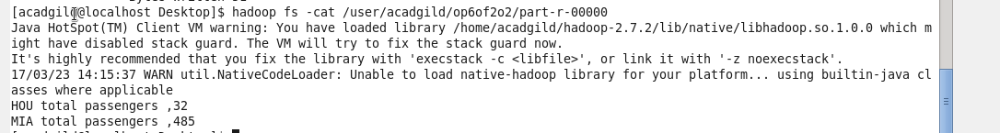 [acadgild@localhost Desktop]$ hadoop fs -cat /user/acadgild/op6of2o2/part-r-00000
Java HotSpot(TM) Client VM warning: You have loaded library /home/acadgild/hadoop-2.7.2/lib/native/libhadoop.so.1.0.0 which m
ight have disabled stack guard. The VM will try to fix the stack guard now.
It's highly recommended that you fix the library with 'execstack -c <libfile>', or link it with '-z noexecstack'.
17/03/23 14:15:37 WARN util.NativeCodeLoader: Unable to load native-hadoop library for your platform... using builtin-java cl
asses where applicable
HOU total passengers ,32
MIA total passengers ,485